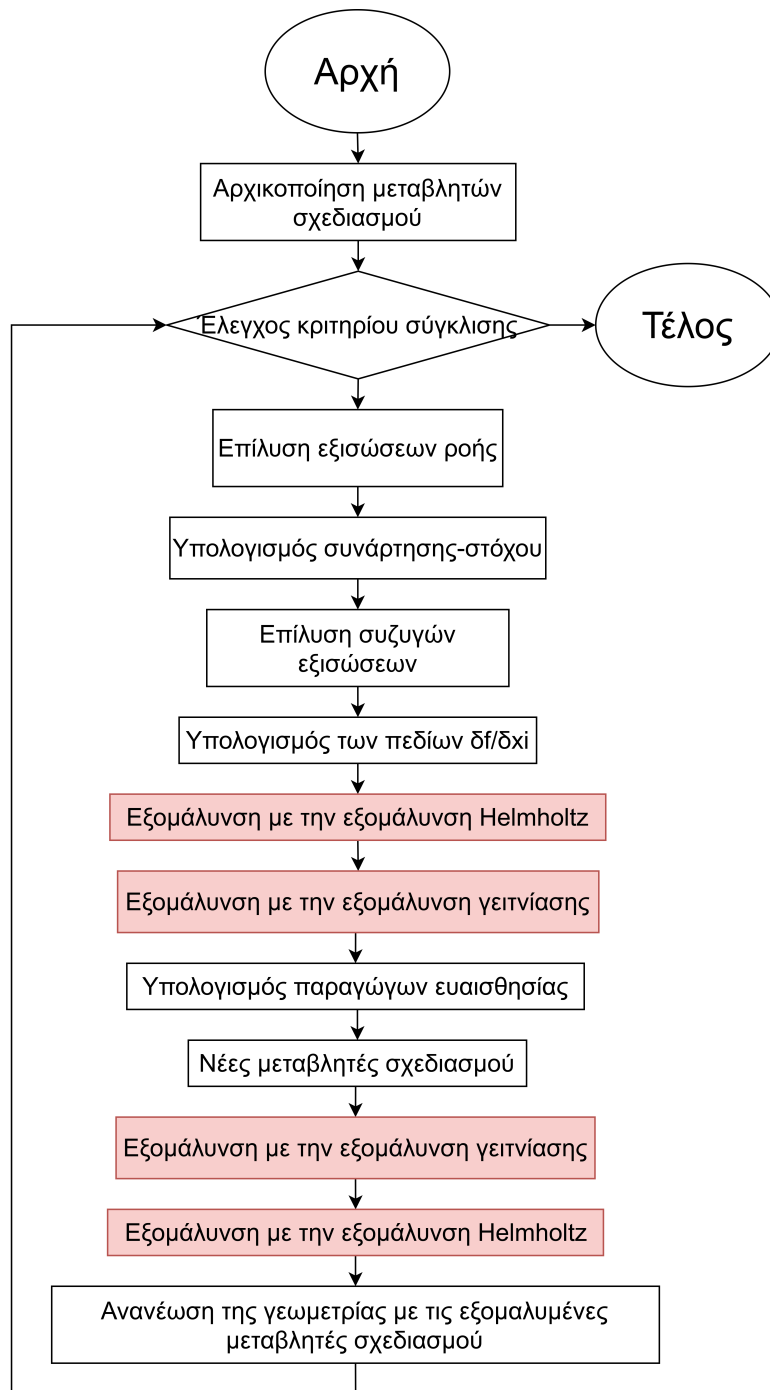 Αρχή
Αρχικοποίηση μεταβλητών
σχεδιασμού
Έλεγχος κριτηρίου σύγκλισης
Τέλος
Επίλυση εξισώσεων ροής
Υπολογισμός συνάρτησης-στόχου
Επίλυση συζυγών
εξισώσεων
Υπολογισμός των πεδίων δf/δxi
Εξομάλυνση με την εξομάλυνση Helmholtz
Εξομάλυνση με την εξομάλυνση γειτνίασης
Υπολογισμός παραγώγων ευαισθησίας
Νέες μεταβλητές σχεδιασμού
Εξομάλυνση με την εξομάλυνση γειτνίασης
Εξομάλυνση με την εξομάλυνση Helmholtz
Ανανέωση της γεωμετρίας με τις εξομαλυμένες
μεταβλητές σχεδιασμού